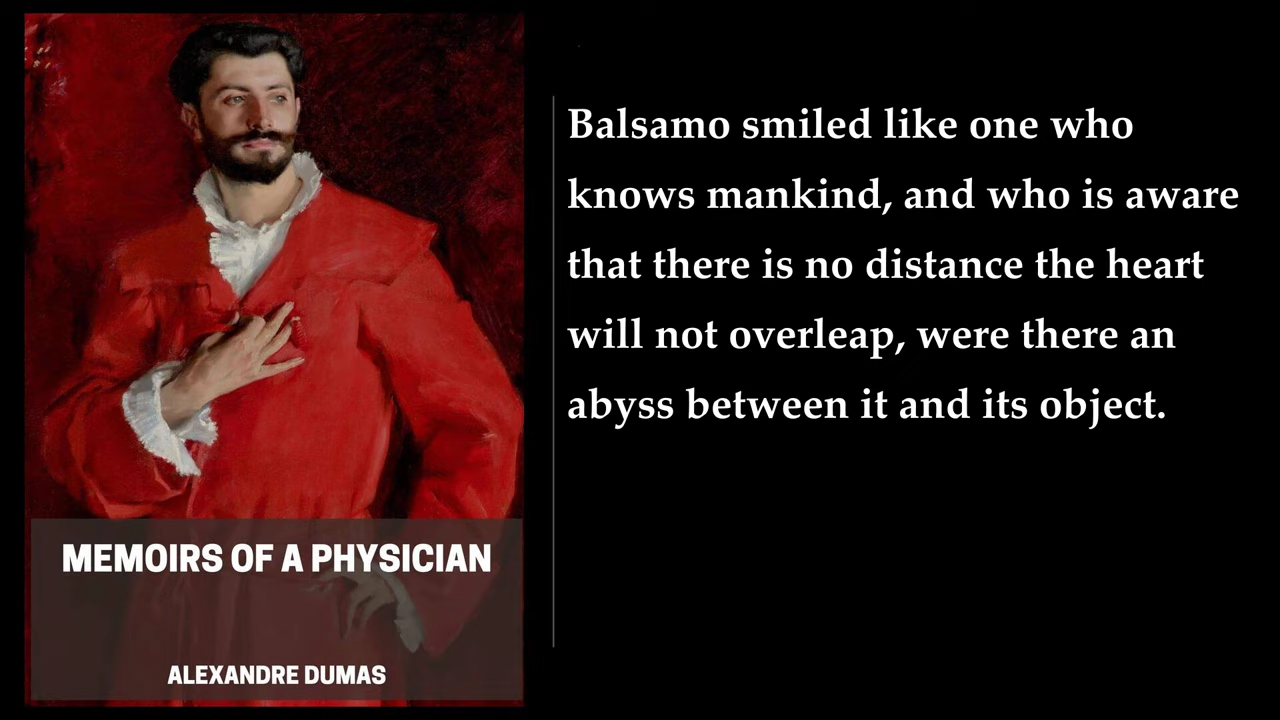 MEMOIRS OF A PHYSICIAN
ALEXANDRE DUMAS
Balsamo smiled like one who
knows mankind, and who is aware
that there is no distance the heart
will not overleap, were there an
abyss between it and its object.